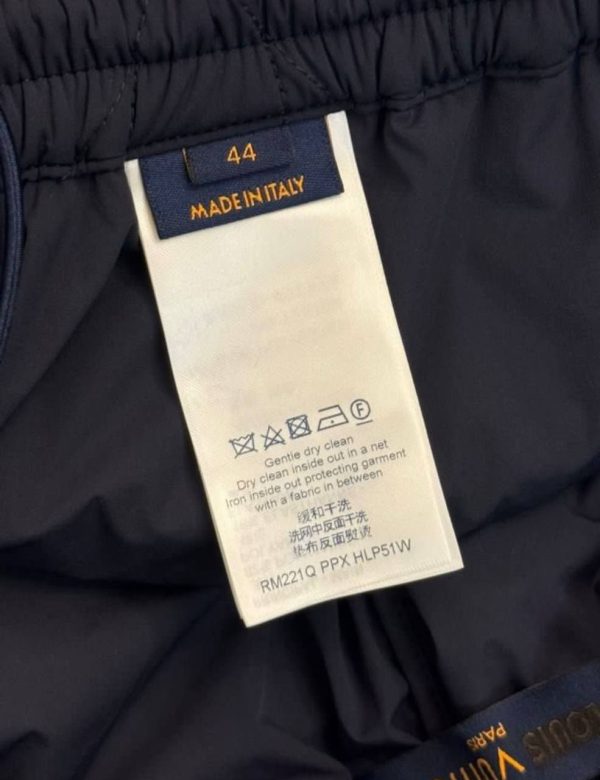 44
MADE IN ITALY
F
Gentle dry clean
Dry clean inside out in a net
Iron inside out protecting garment
with a fabric in between
缓和干洗
洗网中反面干洗
垫布反面熨烫
RM221Q PPX HLP51W
LOUIS
VUIT
PARIS